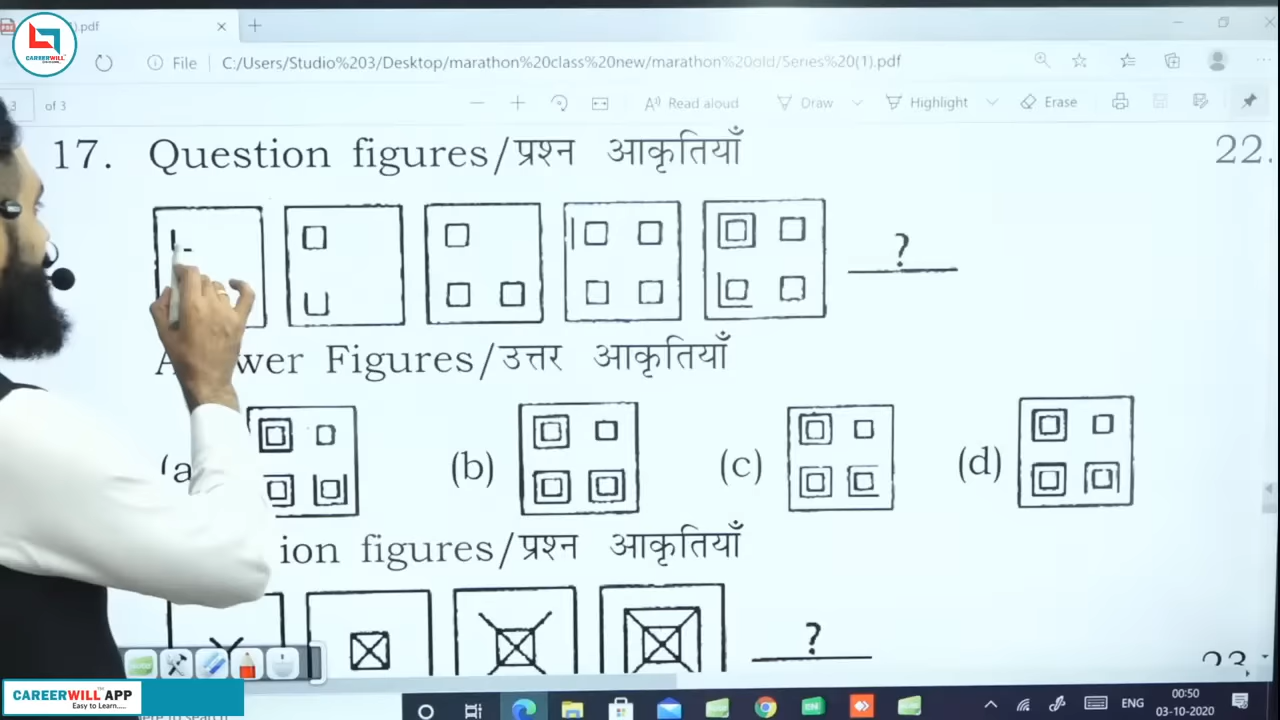 ).pdf
CAREERWILL
File C:/Users/Studio%203/Desktop/marathon%20class%20new/marathon%20old/Series%20(1).pdf
3 of 3 Read aloud Draw Highlight Erase
17. Question figures/प्रश्न आकृतियाँ 22.
?
Figures/उत्तर आकृतियाँ
(a (b) (c) (d)
ion figures/प्रश्न आकृतियाँ
?
CAREERWILL APP
Easy to Learn.....
ENG 00:50
03-10-2020